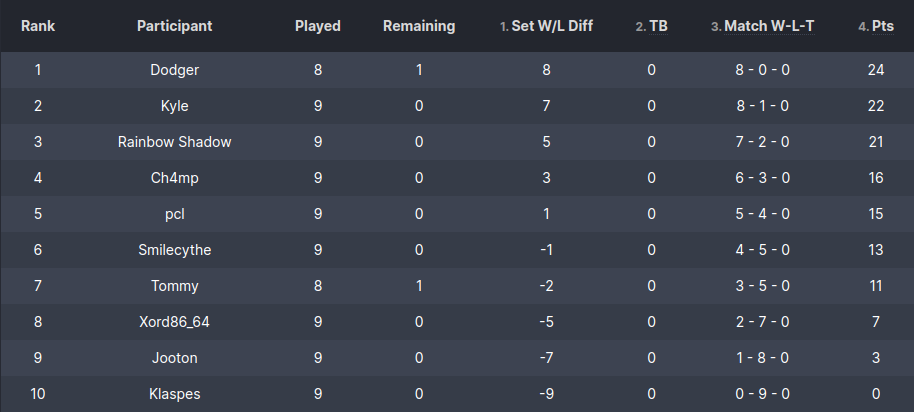 Rank Participant Played Remaining 1. Set W/L Diff 2. TB 3. Match W-L-T 4. Pts
1 Dodger 8 1 8 0 8 - 0 - 0 24
2 Kyle 9 0 7 0 8 - 1 - 0 22
3 Rainbow Shadow 9 0 5 0 7 - 2 - 0 21
4 Ch4mp 9 0 3 0 6 - 3 - 0 16
5 pcl 9 0 1 0 5 - 4 - 0 15
6 Smilecythe 9 0 -1 0 4 - 5 - 0 13
7 Tommy 8 1 -2 0 3 - 5 - 0 11
8 Xord86_64 9 0 -5 0 2 - 7 - 0 7
9 Jooton 9 0 -7 0 1 - 8 - 0 3
10 Klaspes 9 0 -9 0 0 - 9 - 0 0